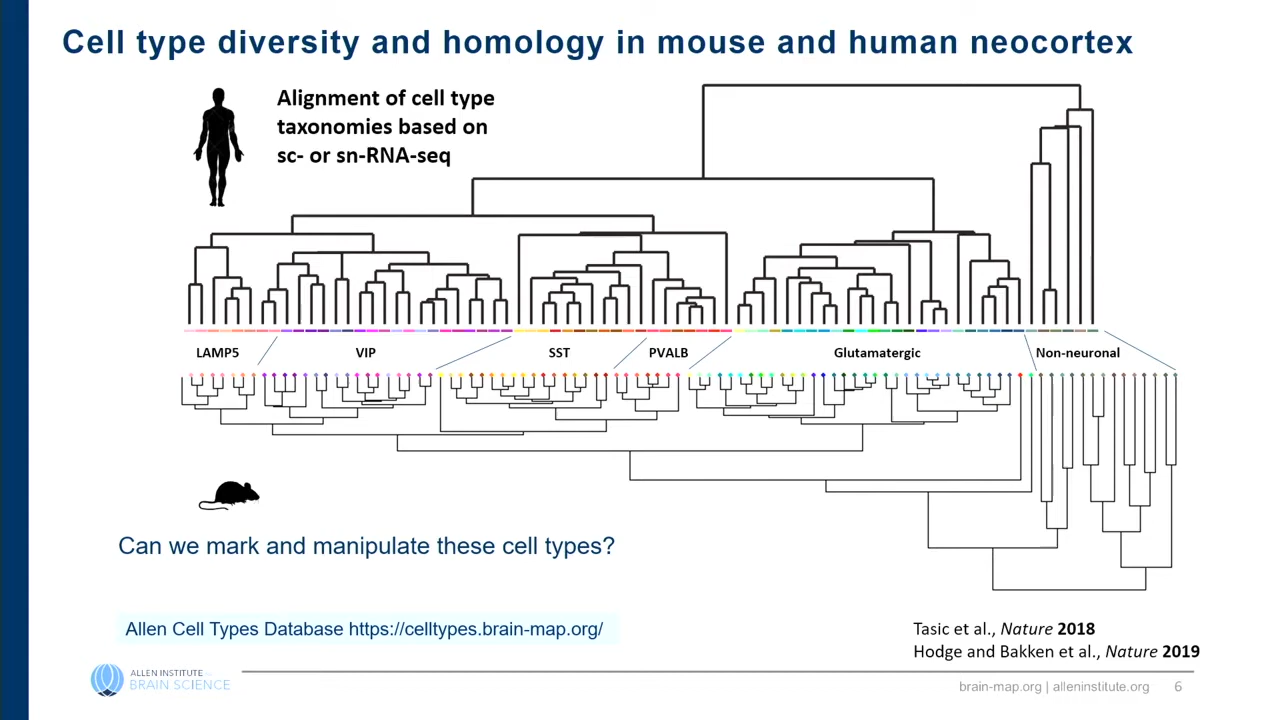 Cell type diversity and homology in mouse and human neocortex
Alignment of cell type
taxonomies based on
sc- or sn-RNA-seq
LAMP5 VIP SST PVALB Glutamatergic Non-neuronal
Can we mark and manipulate these cell types?
Allen Cell Types Database https://celltypes.brain-map.org/
Tasic et al., Nature 2018
Hodge and Bakken et al., Nature 2019
ALLEN INSTITUTE for
BRAIN SCIENCE
brain-map.org | alleninstitute.org 6